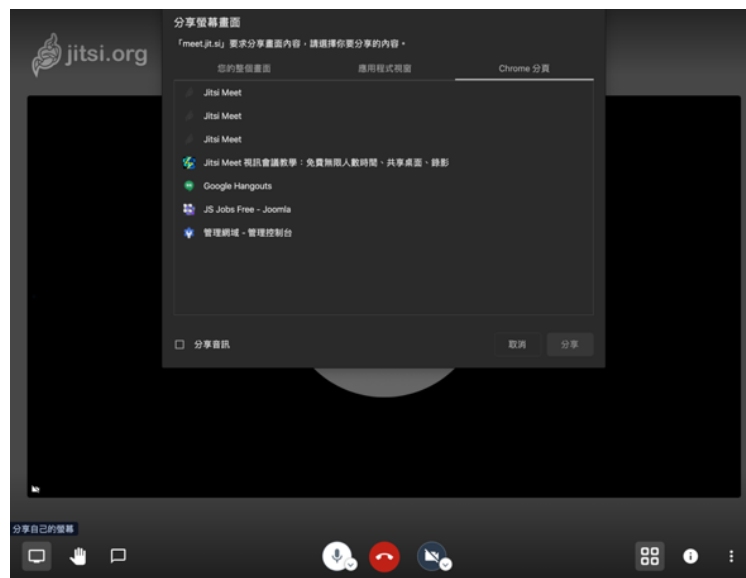 jitsi.org
分享螢幕畫面
「meet.jit.si」要求分享畫面內容，請選擇你要分享的內容。
您的整個畫面 應用程式視窗 Chrome 分頁
Jitsi Meet
Jitsi Meet
Jitsi Meet
Jitsi Meet 視訊會議教學：免費無限人數時間、共享桌面、錄影
Google Hangouts
JS Jobs Free - Joomla
管理網域 - 管理控制台
分享音訊 取消 分享
分享自己的螢幕